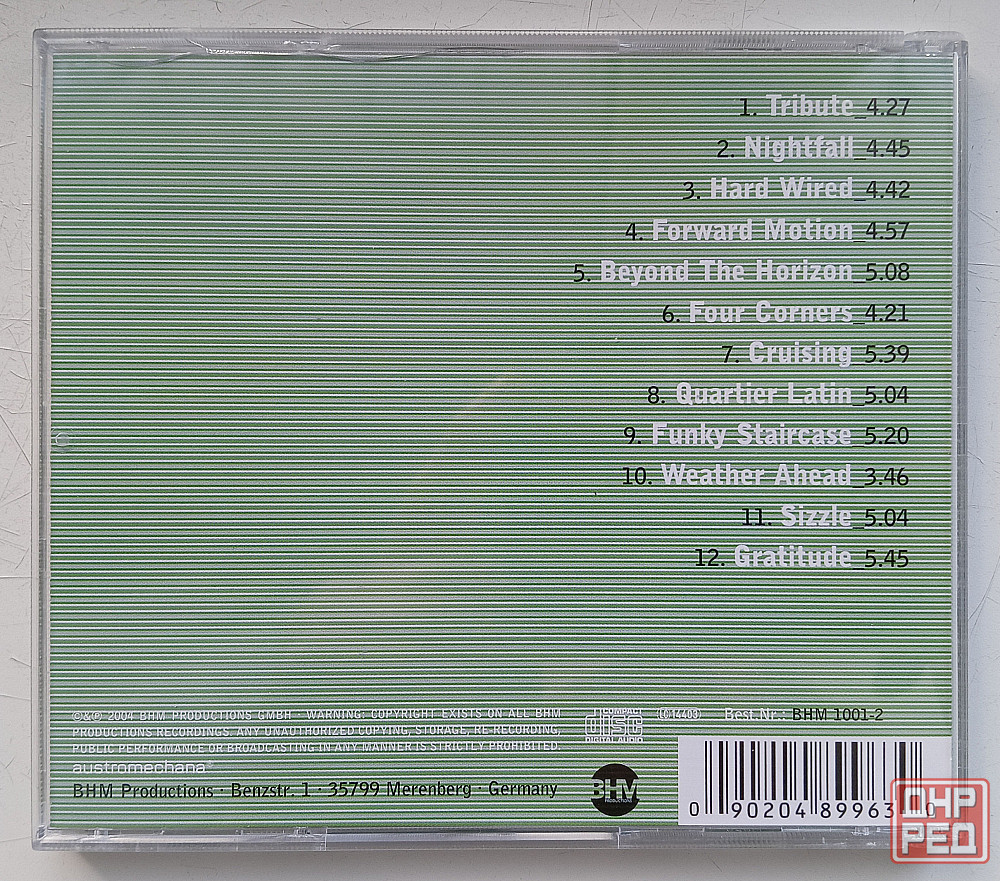 1. Tribute_4.27
2. Nightfall_4.45
3. Hard Wired_4.42
4. Forward Motion_4.57
5. Beyond The Horizon_5.08
6. Four Corners_4.21
7. Cruising_5.39
8. Quartier Latin_5.04
9. Funky Staircase_5.20
10. Weather Ahead_3.46
11. Sizzle_5.04
12. Gratitude_5.45
©&℗ 2004 BHM PRODUCTIONS GMBH · WARNING: COPYRIGHT EXISTS ON ALL BHM
PRODUCTIONS RECORDINGS. ANY UNAUTHORIZED COPYING, STORAGE, RE-RECORDING,
PUBLIC PERFORMANCE OR BROADCASTING IN ANY MANNER IS STRICTLY PROHIBITED.
austromechana®
BHM Productions · Benzstr. 1 · 35799 Merenberg · Germany
COMPACT
disc
DIGITAL AUDIO
LC 14403
Best.Nr.: BHM 1001-2
BHM
PRODUCTIONS
0 90204 89963 0
ПНР
РЕД